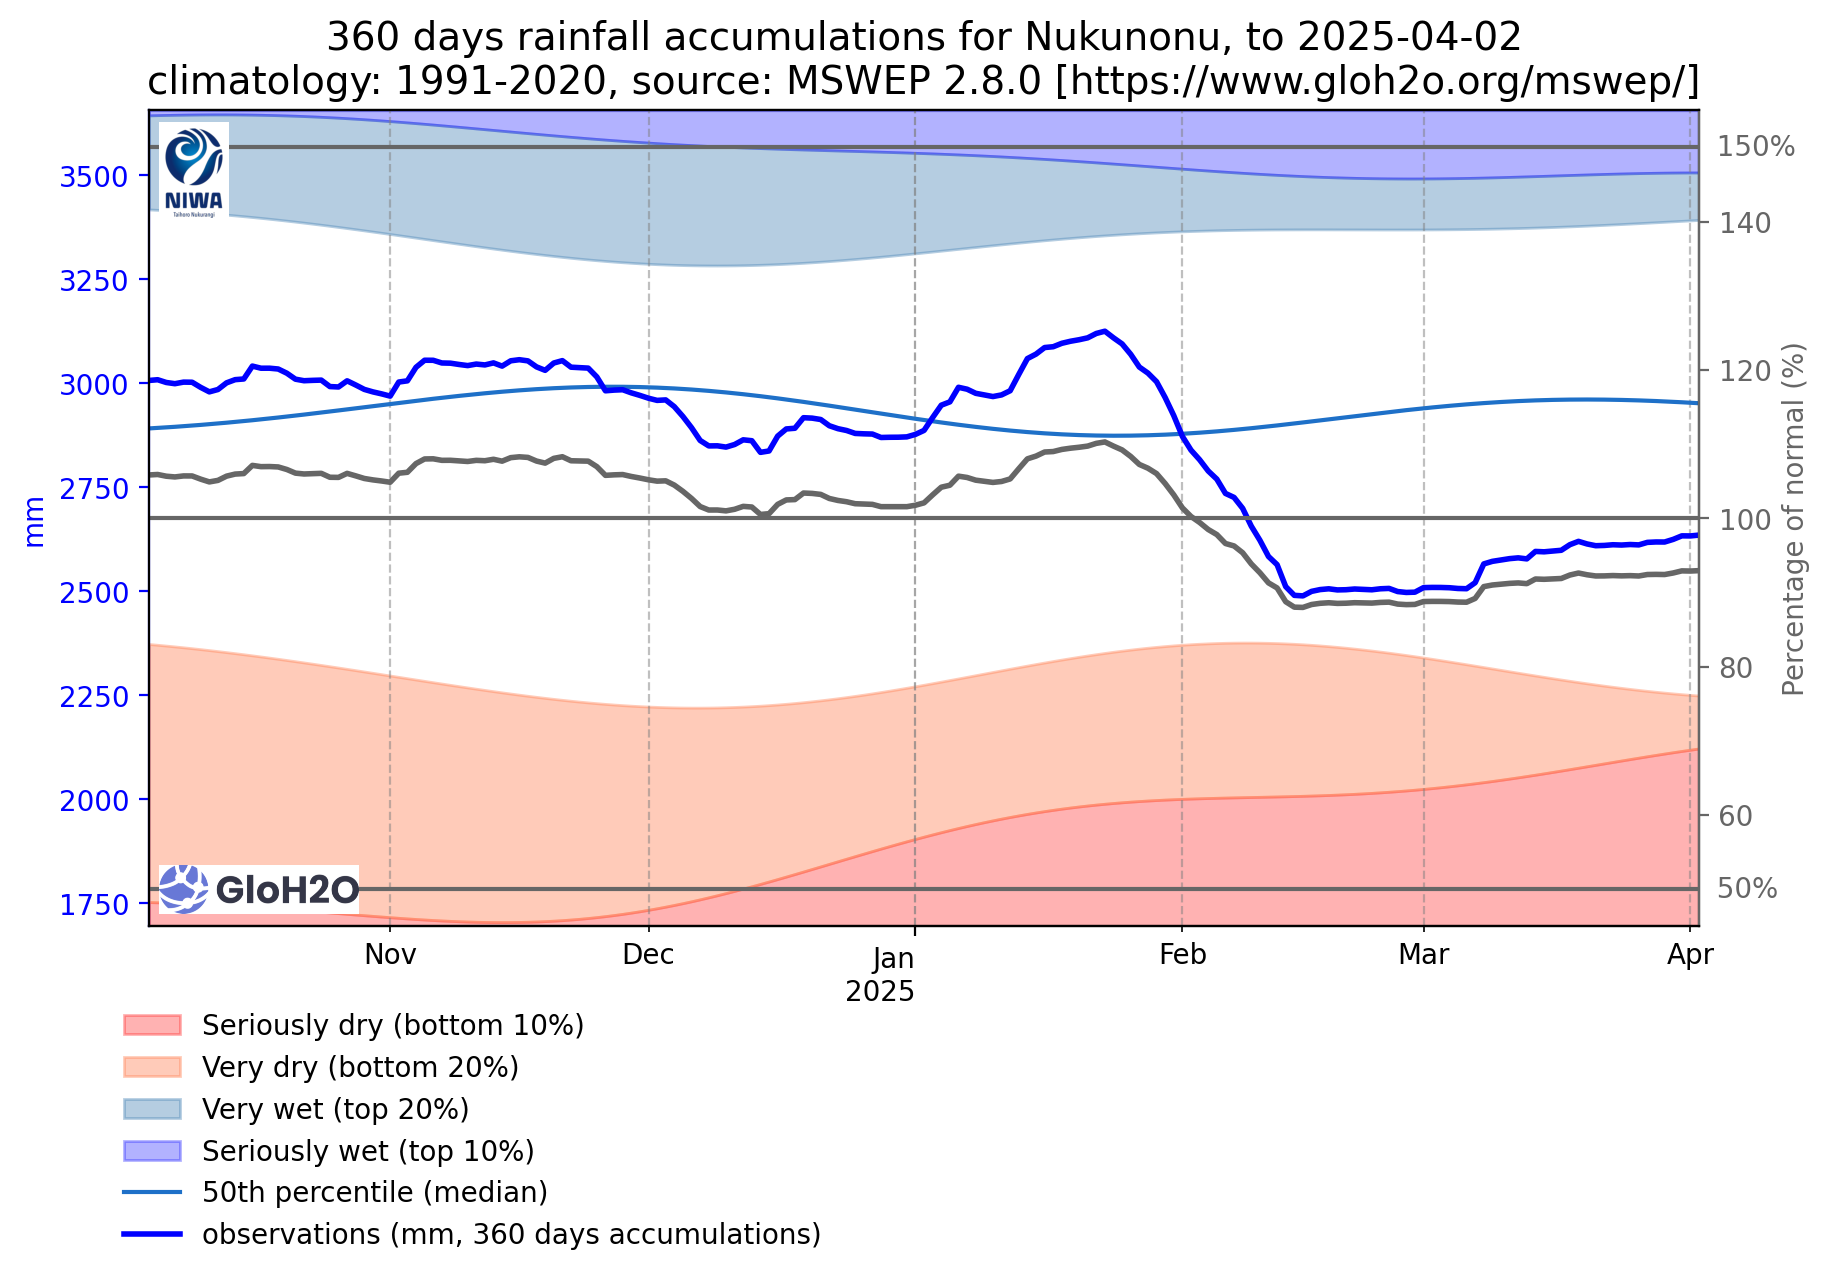 360 days rainfall accumulations for Nukunonu, to 2025-04-02
climatology: 1991-2020, source: MSWEP 2.8.0 [https://www.gloh2o.org/mswep/]
NIWA
Taihoro Nukurangi
GloH2O
mm
3500
3250
3000
2750
2500
2250
2000
1750
150%
140
120
100
80
60
50%
Percentage of normal (%)
Nov
Dec
Jan
2025
Feb
Mar
Apr
Seriously dry (bottom 10%)
Very dry (bottom 20%)
Very wet (top 20%)
Seriously wet (top 10%)
50th percentile (median)
observations (mm, 360 days accumulations)